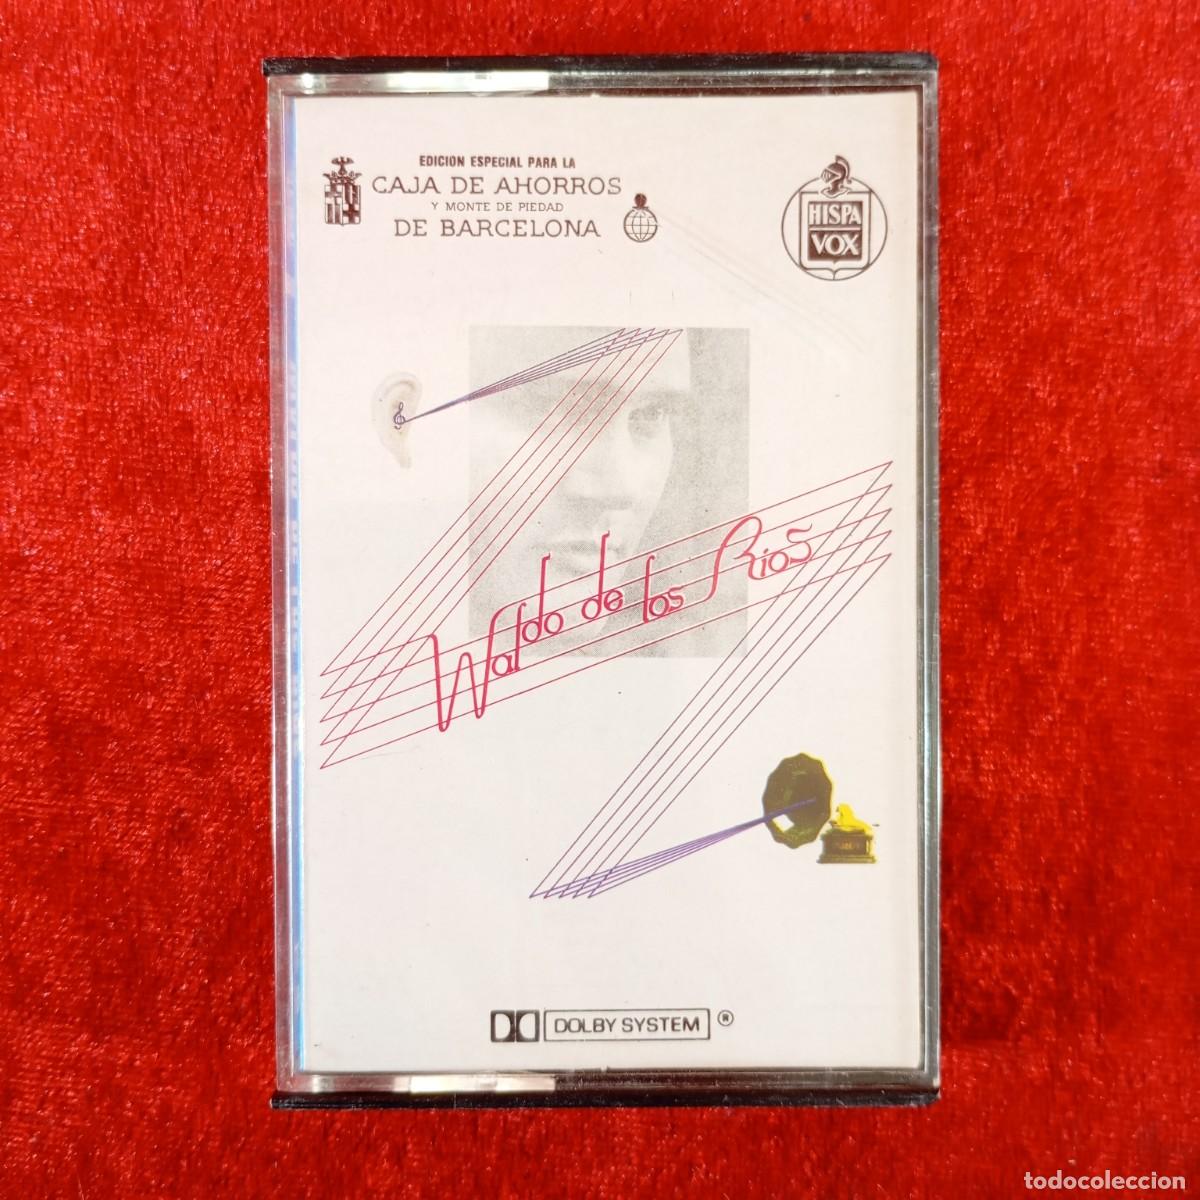 EDICION ESPECIAL PARA LA
CAJA DE AHORROS
Y MONTE DE PIEDAD
DE BARCELONA
HISPA
VOX
Waldo de los Rios
DOLBY SYSTEM ®
todocoleccion